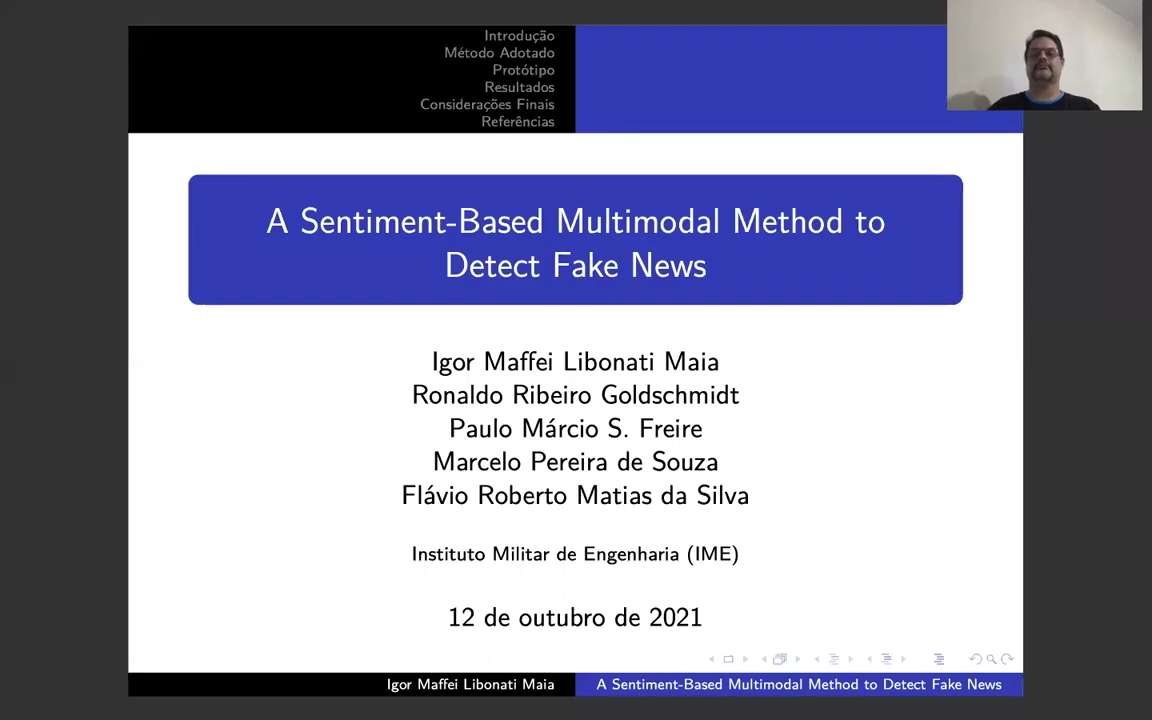 Introdução
Método Adotado
Protótipo
Resultados
Considerações Finais
Referências
A Sentiment-Based Multimodal Method to
Detect Fake News
Igor Maffei Libonati Maia
Ronaldo Ribeiro Goldschmidt
Paulo Márcio S. Freire
Marcelo Pereira de Souza
Flávio Roberto Matias da Silva
Instituto Militar de Engenharia (IME)
12 de outubro de 2021
Igor Maffei Libonati Maia
A Sentiment-Based Multimodal Method to Detect Fake News